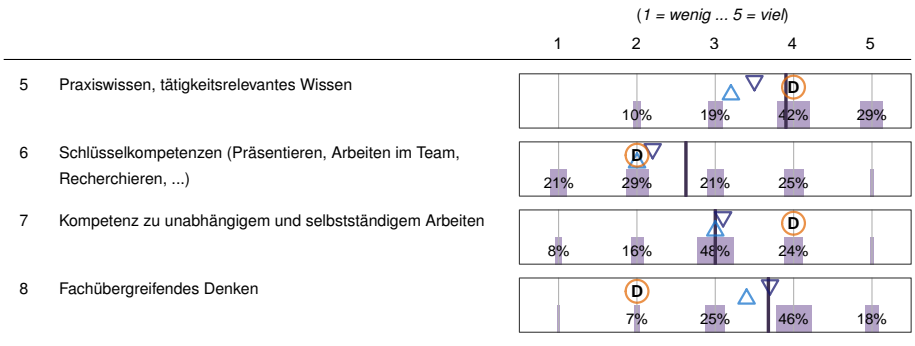 (1 = wenig ... 5 = viel)
1 2 3 4 5
5 Praxiswissen, tätigkeitsrelevantes Wissen
D
10% 19% 42% 29%
6 Schlüsselkompetenzen (Präsentieren, Arbeiten im Team,
Recherchieren, ...)
D
21% 29% 21% 25%
7 Kompetenz zu unabhängigem und selbstständigem Arbeiten
D
8% 16% 48% 24%
8 Fachübergreifendes Denken
D
7% 25% 46% 18%